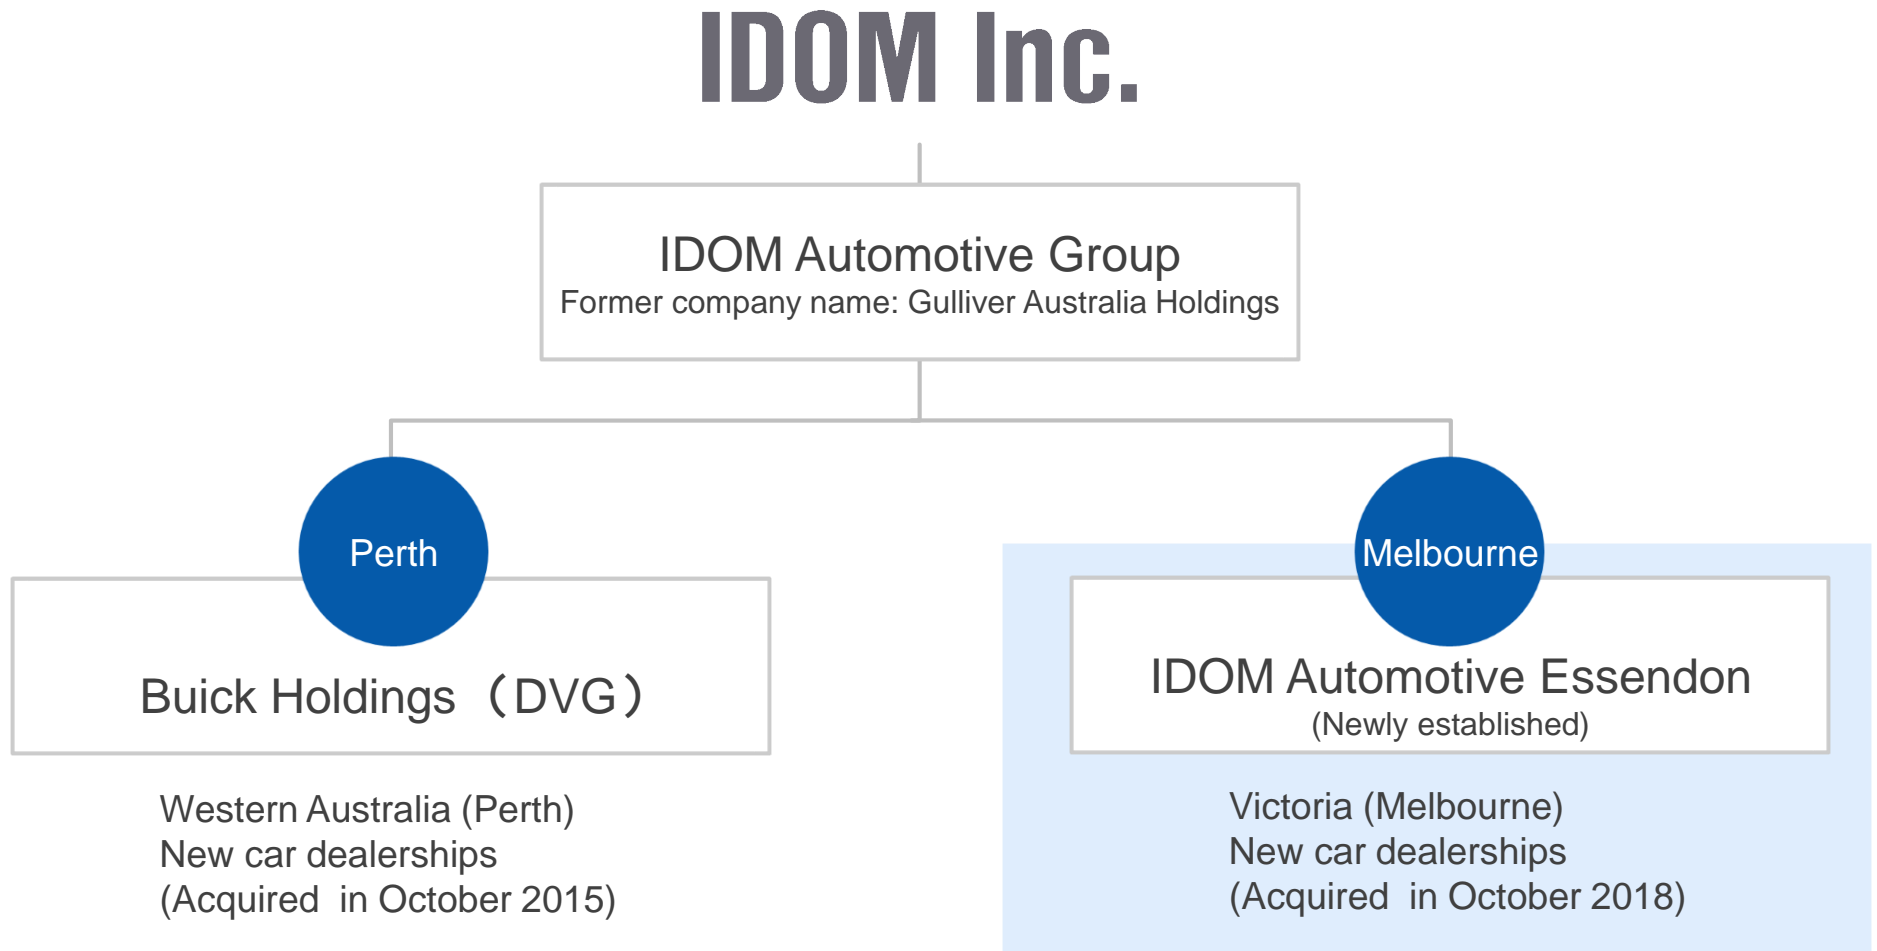 IDOM Inc.
IDOM Automotive Group
Former company name: Gulliver Australia Holdings
Perth
Buick Holdings（DVG）
Western Australia (Perth)
New car dealerships
(Acquired  in October 2015)
Melbourne
IDOM Automotive Essendon
(Newly established)
Victoria (Melbourne)
New car dealerships
(Acquired  in October 2018)